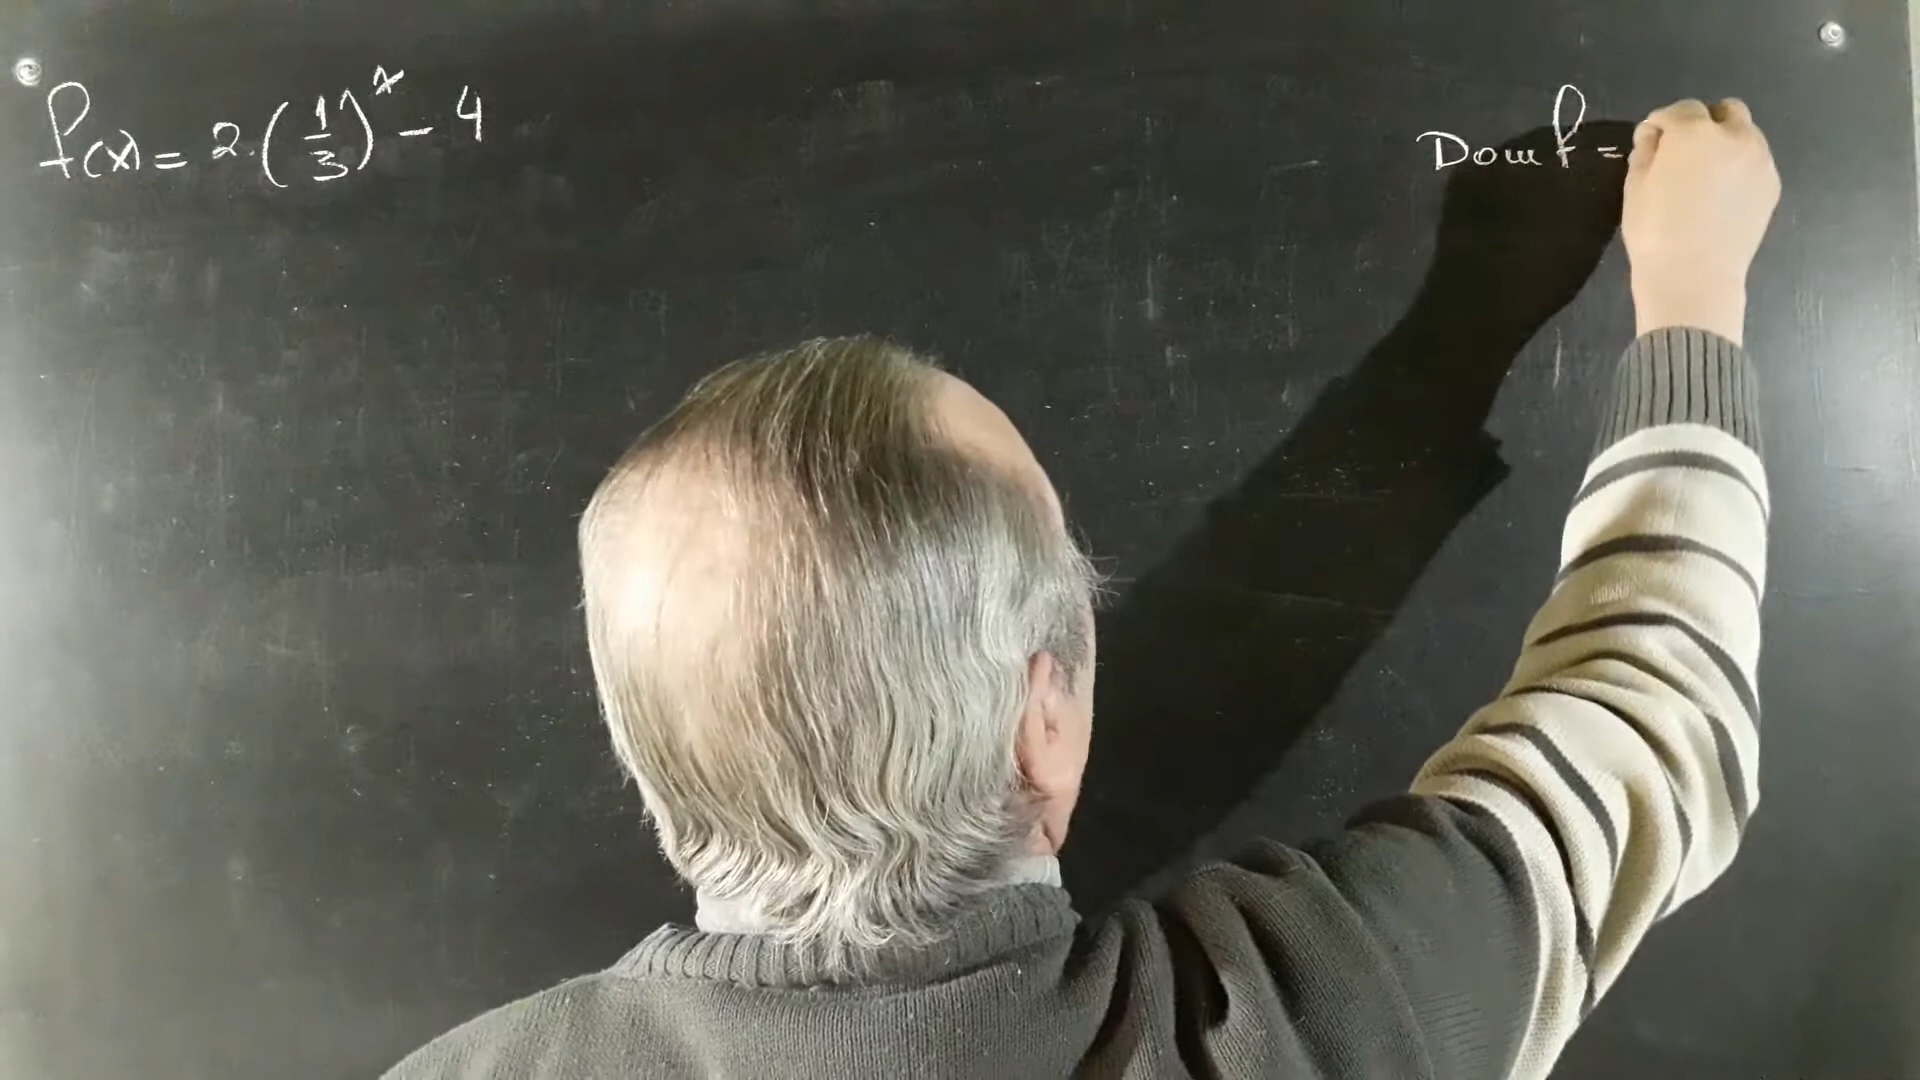 f(x) = 2.(1/3)^x - 4
Dom f =